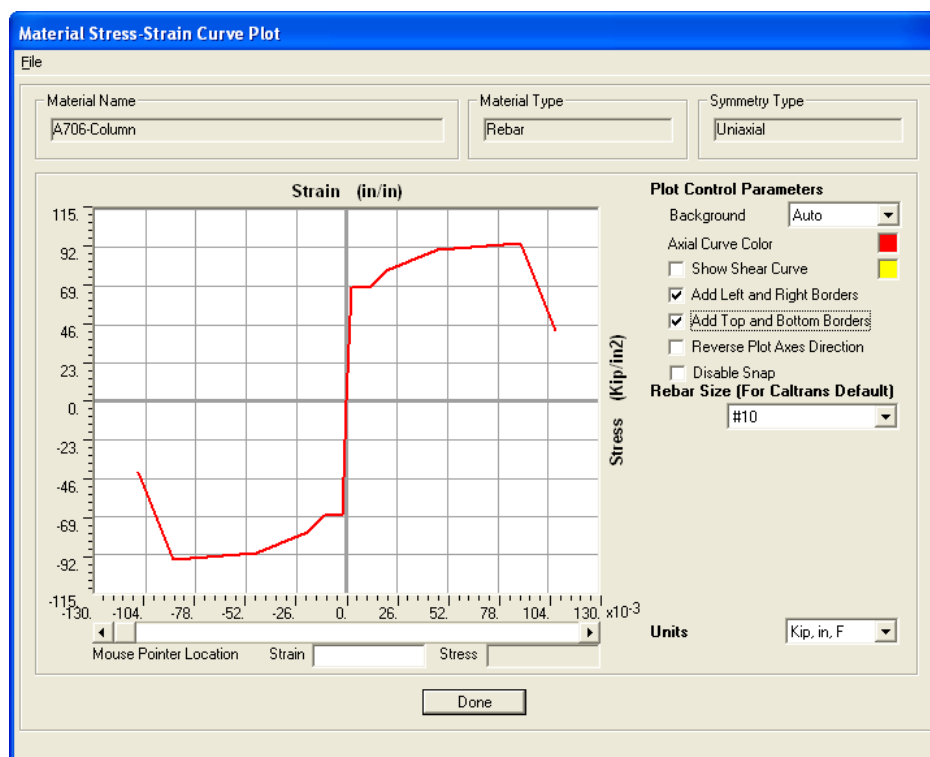 Material Stress-Strain Curve Plot
File
Material Name
A706-Column
Material Type
Rebar
Symmetry Type
Uniaxial
Strain (in/in)
115.
92.
69.
46.
23.
0.
-23.
-46.
-69.
-92.
-115.
-130. -104. -78. -52. -26. 0. 26. 52. 78. 104. 130. x10-3
Stress (Kip/in2)
Mouse Pointer Location Strain Stress
Plot Control Parameters
Background Auto
Axial Curve Color
Show Shear Curve
Add Left and Right Borders
Add Top and Bottom Borders
Reverse Plot Axes Direction
Disable Snap
Rebar Size (For Caltrans Default)
#10
Units Kip, in, F
Done